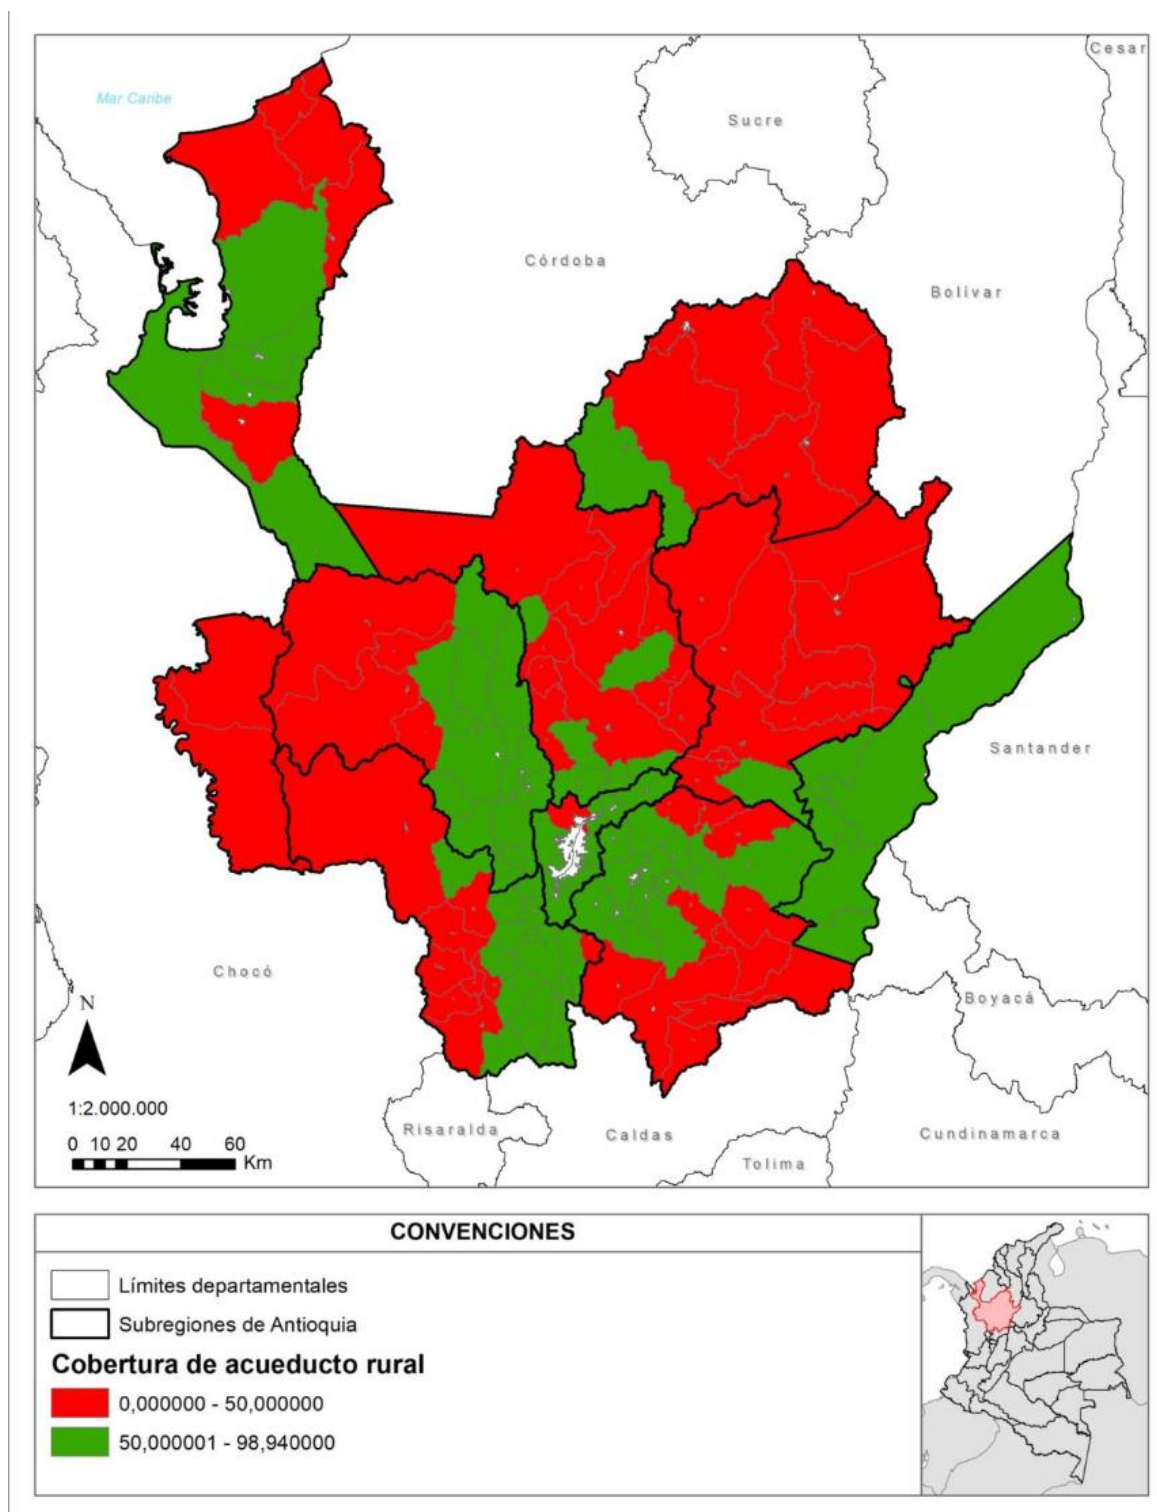 Cesar
Mar Caribe
Sucre
Córdoba
Bolívar
Santander
Chocó
Boyacá
N
1:2.000.000
0 10 20 40 60
Km
Risaralda
Caldas
Cundinamarca
Tolima
CONVENCIONES
Límites departamentales
Subregiones de Antioquia
Cobertura de acueducto rural
0,000000 - 50,000000
50,000001 - 98,940000